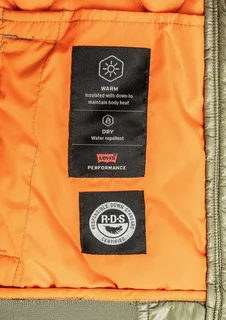 WARM
Insulated with down to
maintain body heat
DRY
Water repellent
LEVI'S
PERFORMANCE
RESPONSIBLE DOWN STANDARD
R·D·S
CERTIFIED